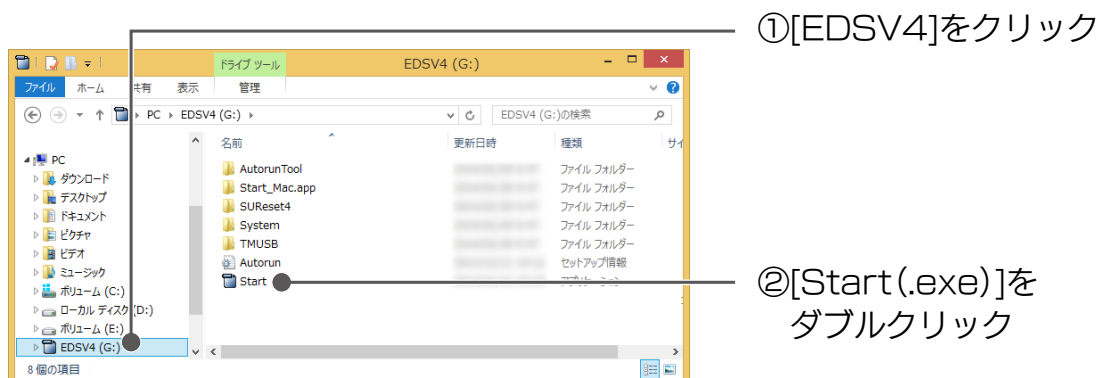 ①[EDSV4]をクリック
ドライブ ツール
EDSV4 (G:)
ファイル ホーム 共有 表示 管理
PC EDSV4 (G:)
EDSV4 (G:)の検索
名前 更新日時 種類 サイ
PC
ダウンロード
デスクトップ
ドキュメント
ピクチャ
ビデオ
ミュージック
ボリューム (C:)
ローカル ディスク (D:)
ボリューム (E:)
EDSV4 (G:)
AutorunTool ファイル フォルダー
Start_Mac.app ファイル フォルダー
SUReset4 ファイル フォルダー
System ファイル フォルダー
TMUSB ファイル フォルダー
Autorun セットアップ情報
Start
②[Start(.exe)]を
ダブルクリック
8 個の項目